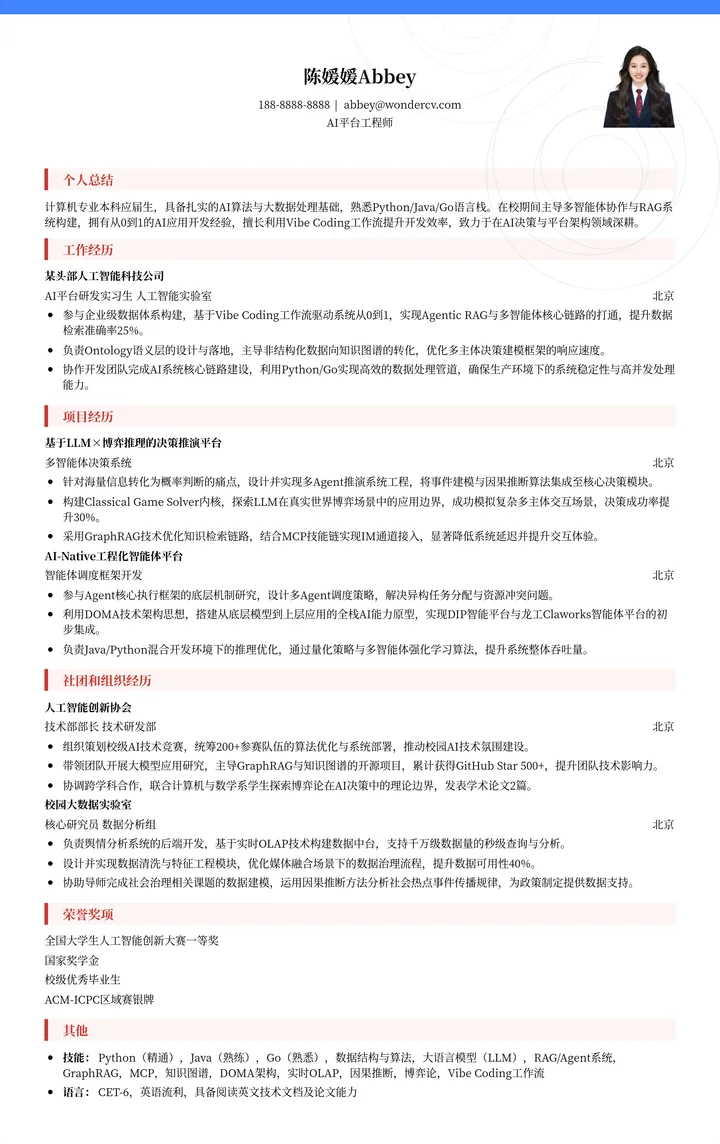 陈媛媛Abbey
188-8888-8888 | abbey@wondercv.com
AI平台工程师
个人总结
计算机专业本科应届生，具备扎实的AI算法与大数据处理基础，熟悉Python/Java/Go语言栈。在校期间主导多智能体协作与RAG系
统构建，拥有从0到1的AI应用开发经验，擅长利用Vibe Coding工作流提升开发效率，致力于在AI决策与平台架构领域深耕。
工作经历
某头部人工智能科技公司
AI平台研发实习生 人工智能实验室 北京
• 参与企业级数据体系构建，基于Vibe Coding工作流驱动系统从0到1，实现Agentic RAG与多智能体核心链路的打通，提升数据
检索准确率25%。
• 负责Ontology语义层的设计与落地，主导非结构化数据向知识图谱的转化，优化多主体决策建模框架的响应速度。
• 协作开发团队完成AI系统核心链路建设，利用Python/Go实现高效的数据处理管道，确保生产环境下的系统稳定性与高并发处理
能力。
项目经历
基于LLM×博弈推理的决策推演平台
多智能体决策系统 北京
• 针对海量信息转化为概率判断的痛点，设计并实现多Agent推演系统工程，将事件建模与因果推断算法集成至核心决策模块。
• 构建Classical Game Solver内核，探索LLM在真实世界博弈场景中的应用边界，成功模拟复杂多主体交互场景，决策成功率提
升30%。
• 采用GraphRAG技术优化知识检索链路，结合MCP技能链实现IM通道接入，显著降低系统延迟并提升交互体验。
AI-Native工程化智能体平台
智能体调度框架开发 北京
• 参与Agent核心执行框架的底层机制研究，设计多Agent调度策略，解决异构任务分配与资源冲突问题。
• 利用DOMA技术架构思想，搭建从底层模型到上层应用的全栈AI能力原型，实现DIP智能平台与龙工Claworks智能体平台的初
步集成。
• 负责Java/Python混合开发环境下的推理优化，通过量化策略与多智能体强化学习算法，提升系统整体吞吐量。
社团和组织经历
人工智能创新协会
技术部部长 技术研发部 北京
• 组织策划校级AI技术竞赛，统筹200+参赛队伍的算法优化与系统部署，推动校园AI技术氛围建设。
• 带领团队开展大模型应用研究，主导GraphRAG与知识图谱的开源项目，累计获得GitHub Star 500+，提升团队技术影响力。
• 协调跨学科合作，联合计算机与数学系学生探索博弈论在AI决策中的理论边界，发表学术论文2篇。
校园大数据实验室
核心研究员 数据分析组 北京
• 负责舆情分析系统的后端开发，基于实时OLAP技术构建数据中台，支持千万级数据量的秒级查询与分析。
• 设计并实现数据清洗与特征工程模块，优化媒体融合场景下的数据治理流程，提升数据可用性40%。
• 协助导师完成社会治理相关课题的数据建模，运用因果推断方法分析社会热点事件传播规律，为政策制定提供数据支持。
荣誉奖项
全国大学生人工智能创新大赛一等奖
国家奖学金
校级优秀毕业生
ACM-ICPC区域赛银牌
其他
• 技能： Python（精通），Java（熟练），Go（熟悉），数据结构与算法，大语言模型（LLM），RAG/Agent系统，
GraphRAG，MCP，知识图谱，DOMA架构，实时OLAP，因果推断，博弈论，Vibe Coding工作流
• 语言： CET-6，英语流利，具备阅读英文技术文档及论文能力